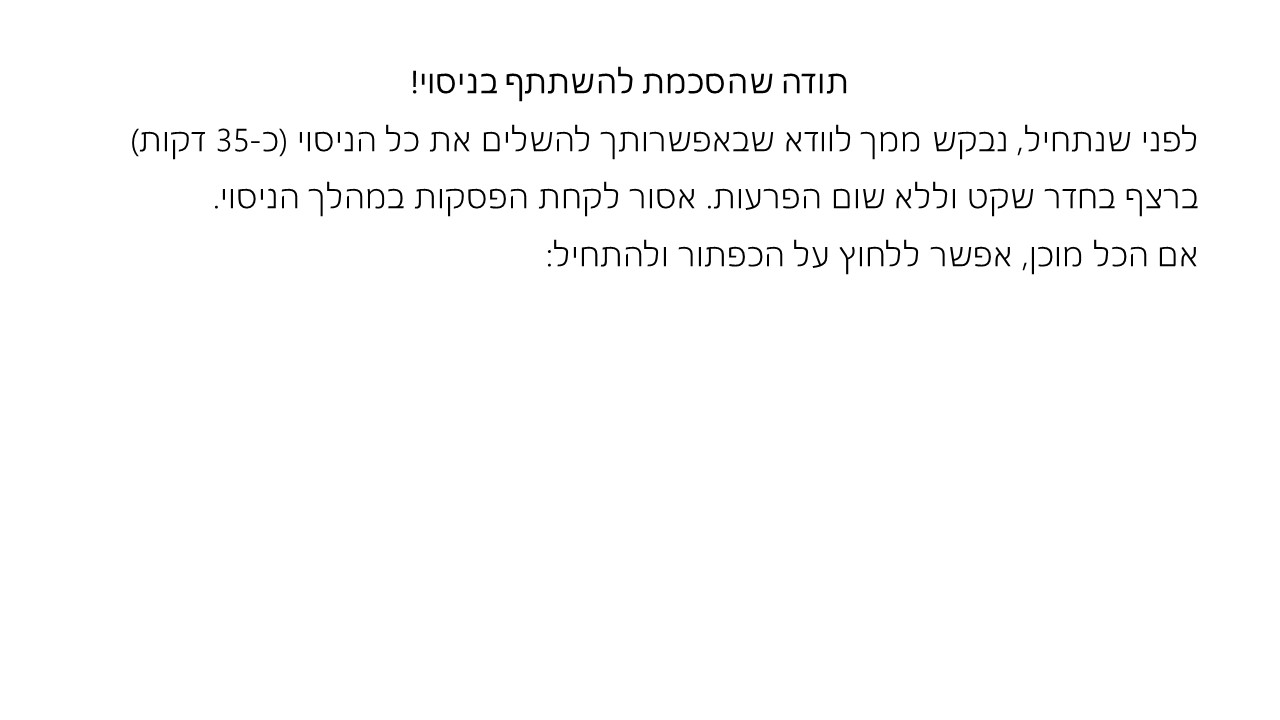 תודה שהסכמת להשתתף בניסוי!
לפני שנתחיל, נבקש ממך לוודא שבאפשרותך להשלים את כל הניסוי (כ-35 דקות)
ברצף בחדר שקט וללא שום הפרעות. אסור לקחת הפסקות במהלך הניסוי.
אם הכל מוכן, אפשר ללחוץ על הכפתור ולהתחיל: